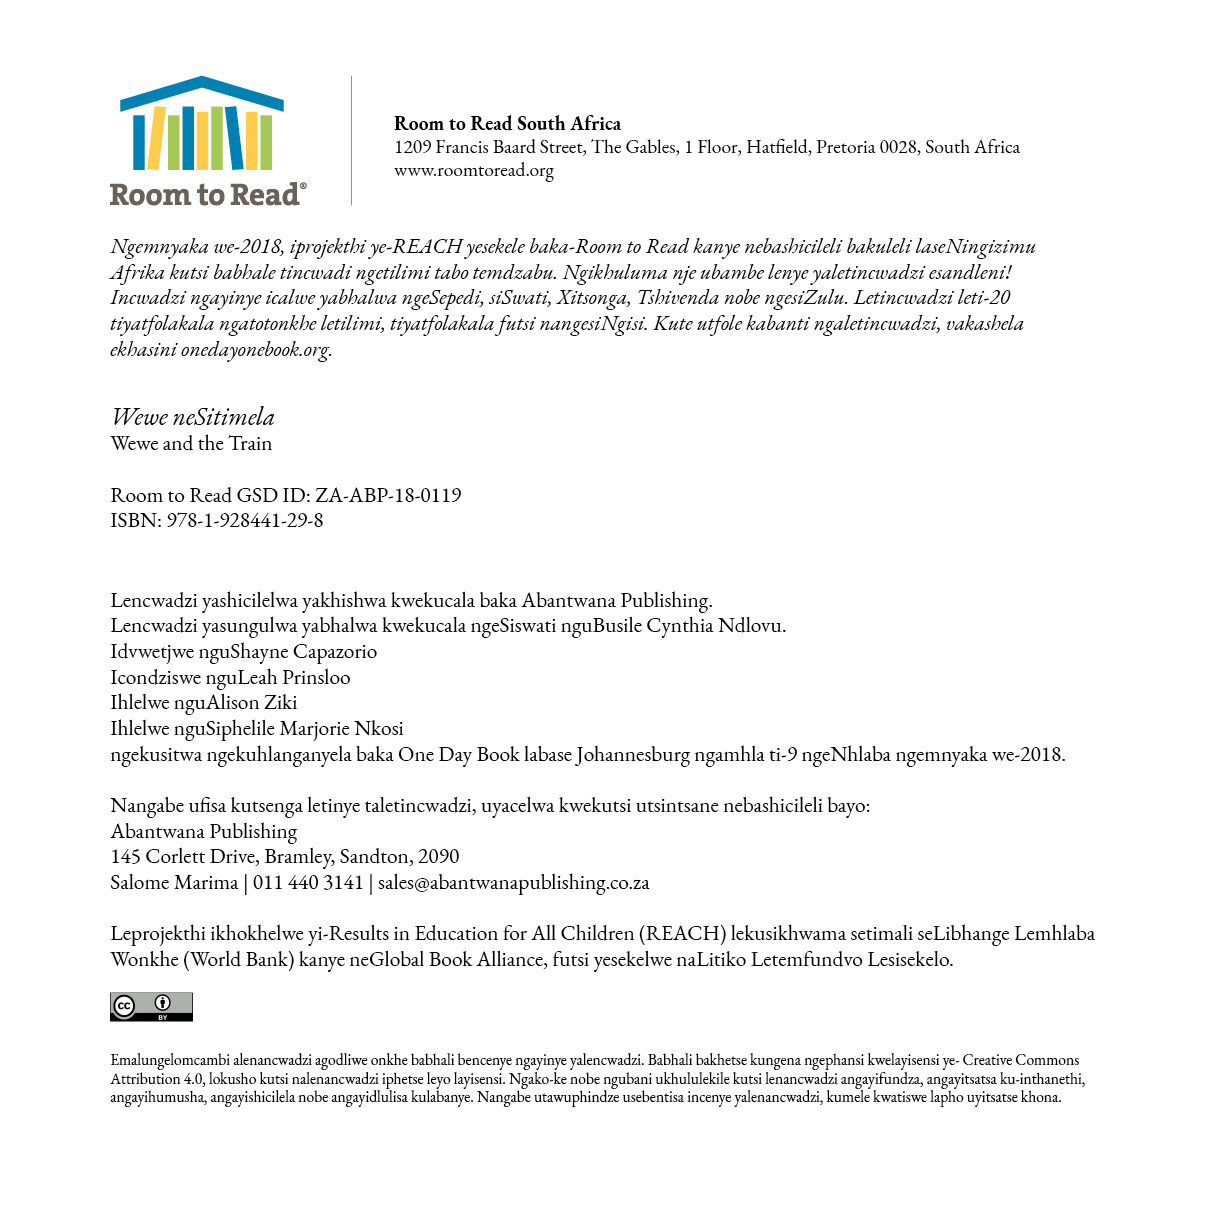 Room to Read®
Room to Read South Africa
1209 Francis Baard Street, The Gables, 1 Floor, Hatfield, Pretoria 0028, South Africa
www.roomtoread.org
Ngemnyaka we-2018, iprojekthi ye-REACH yesekele baka-Room to Read kanye nebashicileli bakuleli laseNingizimu
Afrika kutsi babhale tincwadi ngetilimi tabo temdzabu. Ngikhuluma nje ubambe lenye yaletincwadzi esandleni!
Incwadzi ngayinye icalwe yabhalwa ngeSepedi, siSwati, Xitsonga, Tshivenda nobe ngesiZulu. Letincwadzi leti-20
tiyatfolakala ngatotonkhe letilimi, tiyatfolakala futsi nangesiNgisi. Kute utfole kabanti ngaletincwadzi, vakashela
ekhasini onedayonebook.org.
Wewe neSitimela
Wewe and the Train
Room to Read GSD ID: ZA-ABP-18-0119
ISBN: 978-1-928441-29-8
Lencwadzi yashicilelwa yakhishwa kwekucala baka Abantwana Publishing.
Lencwadzi yasungulwa yabhalwa kwekucala ngeSiswati nguBusile Cynthia Ndlovu.
Idvwetjwe nguShayne Capazorio
Icondziswe nguLeah Prinsloo
Ihlelwe nguAlison Ziki
Ihlelwe nguSiphelile Marjorie Nkosi
ngekusitwa ngekuhlanganyela baka One Day Book labase Johannesburg ngamhla ti-9 ngeNhlaba ngemnyaka we-2018.
Nangabe ufisa kutsenga letinye taletincwadzi, uyacelwa kwekutsi utsintsane nebashicileli bayo:
Abantwana Publishing
145 Corlett Drive, Bramley, Sandton, 2090
Salome Marima | 011 440 3141 | sales@abantwanapublishing.co.za
Leprojekthi ikhokhelwe yi-Results in Education for All Children (REACH) lekusikhwama setimali seLibhange Lemhlaba
Wonkhe (World Bank) kanye neGlobal Book Alliance, futsi yesekelwe naLitiko Letemfundvo Lesisekelo.
cc BY
Emalungelomcambi alenancwadzi agodliwe onkhe babhali bencenye ngayinye yalencwadzi. Babhali bakhetse kungena ngephansi kwelayisensi ye- Creative Commons
Attribution 4.0, lokusho kutsi nalenancwadzi iphetse leyo layisensi. Ngako-ke nobe ngubani ukhululekile kutsi lenancwadzi angayifundza, angayitsatsa ku-inthanethi,
angayihumusha, angayishicilela nobe angayidlulisa kulabanye. Nangabe utawuphindze usebentisa incenye yalenancwadzi, kumele kwatiswe lapho uyitsatse khona.